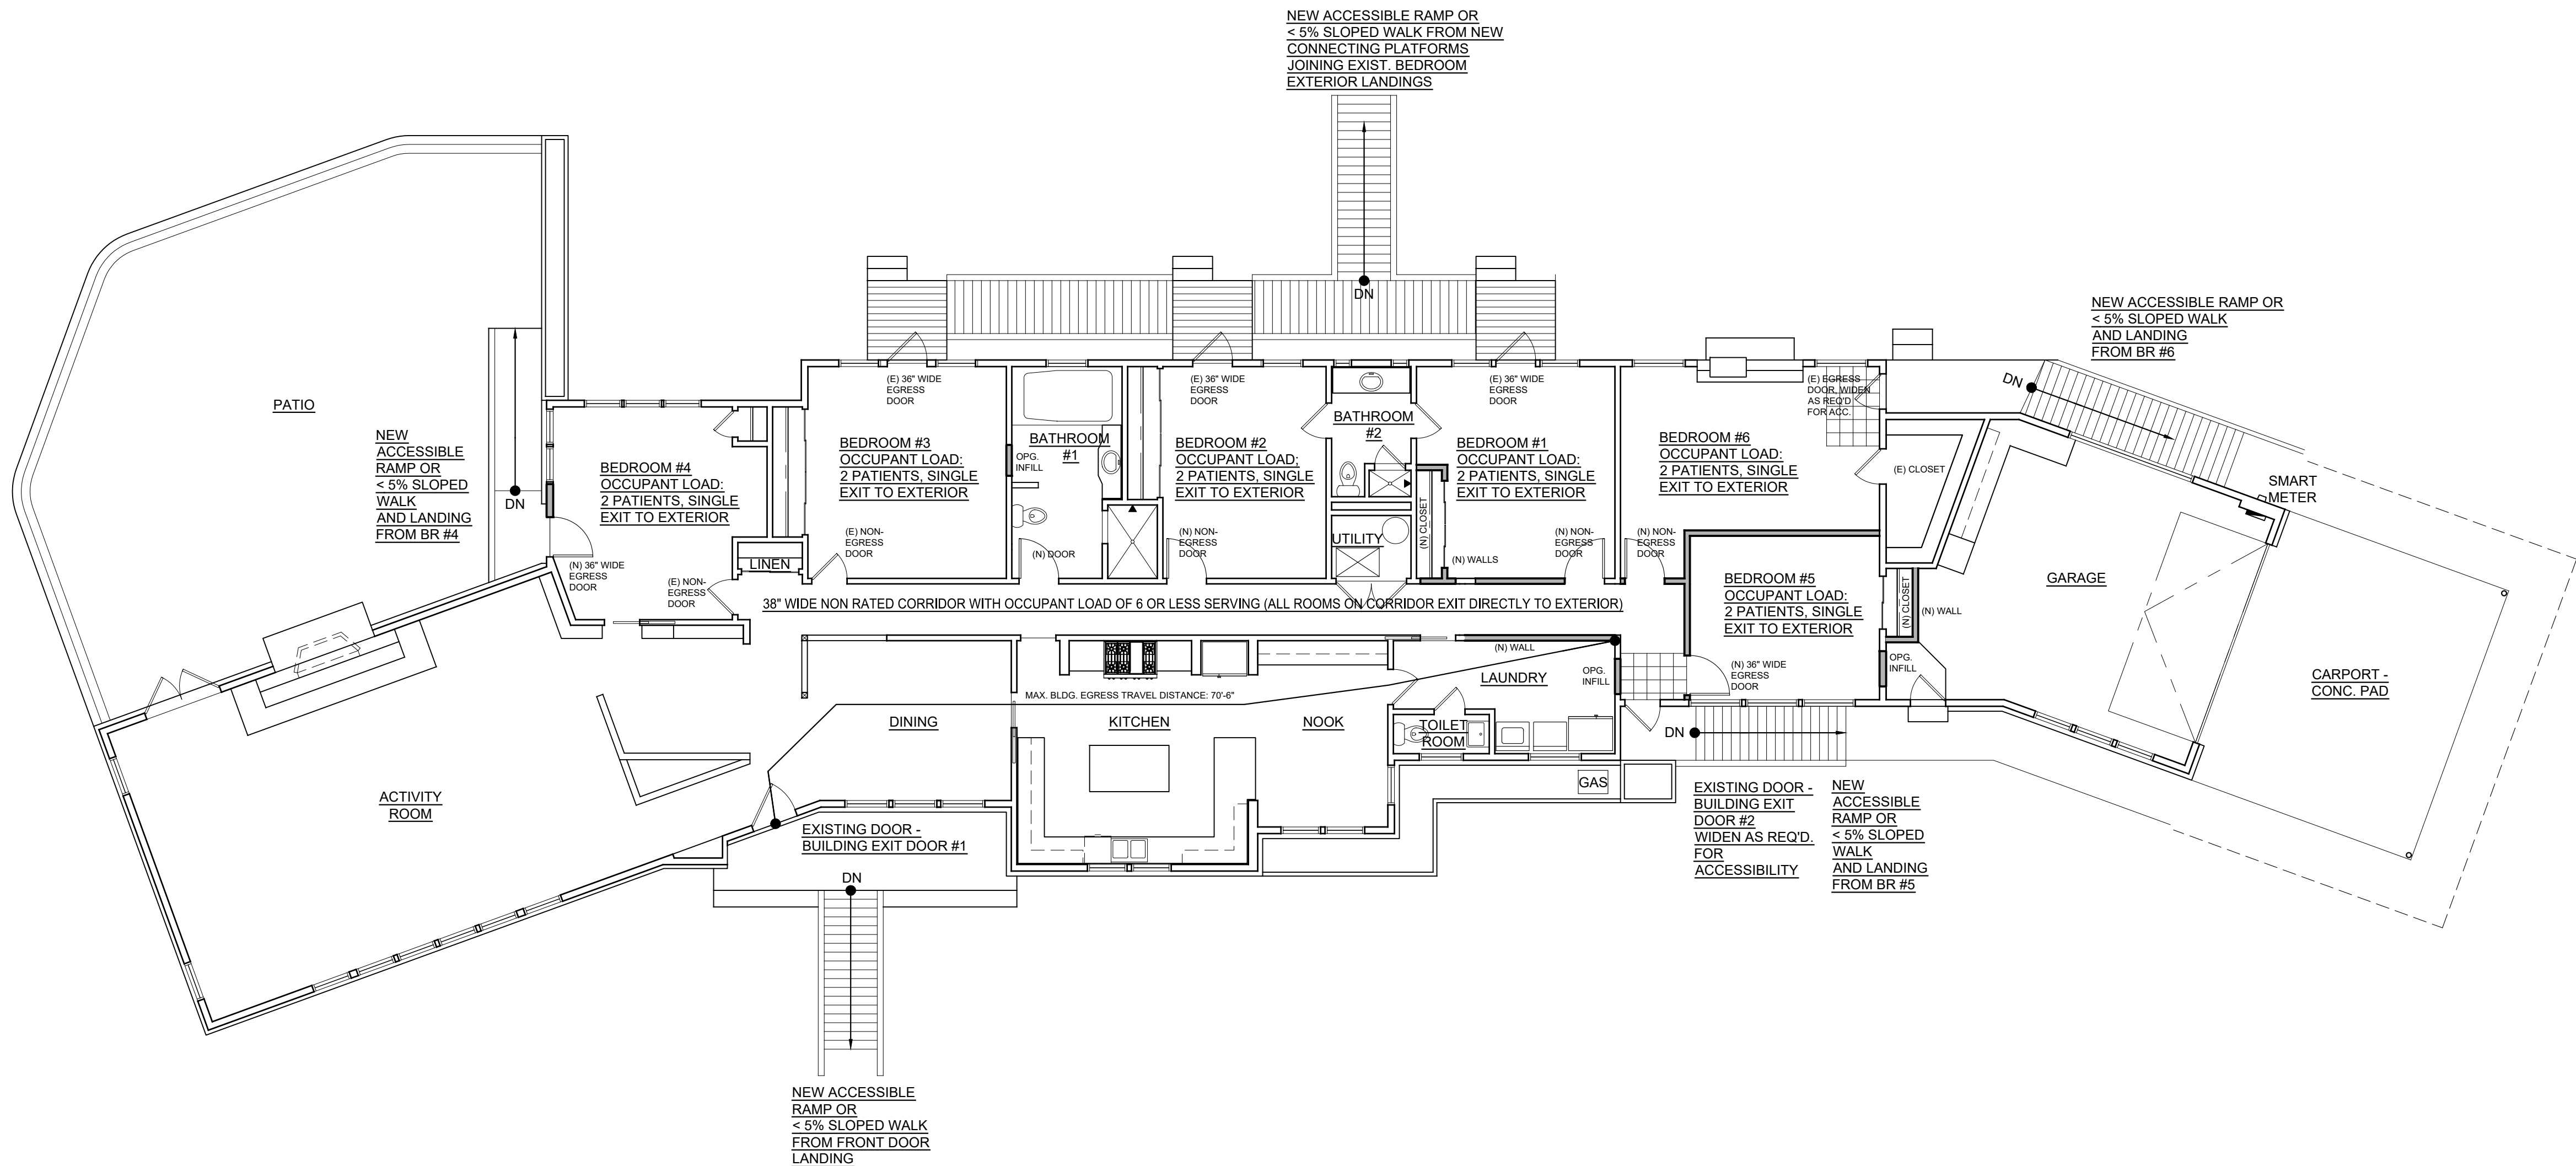 NEW ACCESSIBLE RAMP OR
< 5% SLOPED WALK FROM NEW
CONNECTING PLATFORMS
JOINING EXIST. BEDROOM
EXTERIOR LANDINGS
DN
NEW ACCESSIBLE RAMP OR
< 5% SLOPED WALK
AND LANDING
FROM BR #6
DN
PATIO
NEW
ACCESSIBLE
RAMP OR
< 5% SLOPED
WALK
AND LANDING
FROM BR #4
DN
BEDROOM #4
OCCUPANT LOAD:
2 PATIENTS, SINGLE
EXIT TO EXTERIOR
(N) 36" WIDE
EGRESS
DOOR
(E) NON-
EGRESS
DOOR
LINEN
(E) 36" WIDE
EGRESS
DOOR
BEDROOM #3
OCCUPANT LOAD:
2 PATIENTS, SINGLE
EXIT TO EXTERIOR
(E) NON-
EGRESS
DOOR
OPG.
INFILL
BATHROOM
#1
(N) DOOR
(E) 36" WIDE
EGRESS
DOOR
BEDROOM #2
OCCUPANT LOAD;
2 PATIENTS, SINGLE
EXIT TO EXTERIOR
(N) NON-
EGRESS
DOOR
BATHROOM
#2
UTILITY
(N) CLOSET
(E) 36" WIDE
EGRESS
DOOR
BEDROOM #1
OCCUPANT LOAD:
2 PATIENTS, SINGLE
EXIT TO EXTERIOR
(N) WALLS
(N) NON-
EGRESS
DOOR
(E) EGRESS
DOOR, WIDEN
AS REQ'D
FOR ACC.
BEDROOM #6
OCCUPANT LOAD:
2 PATIENTS, SINGLE
EXIT TO EXTERIOR
(N) NON-
EGRESS
DOOR
(E) CLOSET
SMART
METER
GARAGE
BEDROOM #5
OCCUPANT LOAD:
2 PATIENTS, SINGLE
EXIT TO EXTERIOR
(N) CLOSET
(N) WALL
(N) 36" WIDE
EGRESS
DOOR
OPG.
INFILL
CARPORT -
CONC. PAD
38" WIDE NON RATED CORRIDOR WITH OCCUPANT LOAD OF 6 OR LESS SERVING (ALL ROOMS ON CORRIDOR EXIT DIRECTLY TO EXTERIOR)
(N) WALL
OPG.
INFILL
LAUNDRY
MAX. BLDG. EGRESS TRAVEL DISTANCE: 70'-6"
DINING
KITCHEN
NOOK
TOILET
ROOM
DN
GAS
ACTIVITY
ROOM
EXISTING DOOR -
BUILDING EXIT DOOR #1
EXISTING DOOR -
BUILDING EXIT
DOOR #2
WIDEN AS REQ'D.
FOR
ACCESSIBILITY
NEW
ACCESSIBLE
RAMP OR
< 5% SLOPED
WALK
AND LANDING
FROM BR #5
DN
NEW ACCESSIBLE
RAMP OR
< 5% SLOPED WALK
FROM FRONT DOOR
LANDING